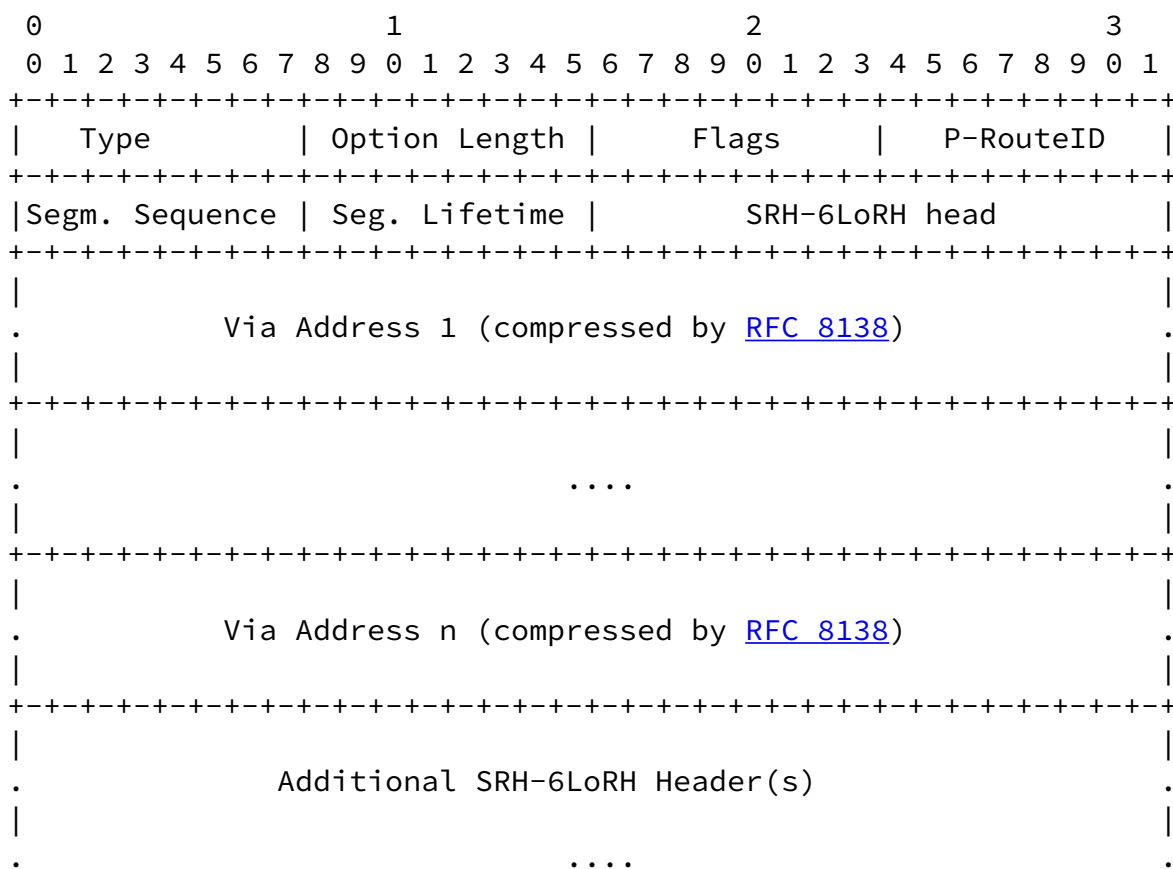 0                   1                   2                   3
 0 1 2 3 4 5 6 7 8 9 0 1 2 3 4 5 6 7 8 9 0 1 2 3 4 5 6 7 8 9 0 1
+-+-+-+-+-+-+-+-+-+-+-+-+-+-+-+-+-+-+-+-+-+-+-+-+-+-+-+-+-+-+-+-+
|   Type        | Option Length |     Flags     |   P-RouteID   |
+-+-+-+-+-+-+-+-+-+-+-+-+-+-+-+-+-+-+-+-+-+-+-+-+-+-+-+-+-+-+-+-+
|Segm. Sequence | Seg. Lifetime |        SRH-6LoRH head         |
+-+-+-+-+-+-+-+-+-+-+-+-+-+-+-+-+-+-+-+-+-+-+-+-+-+-+-+-+-+-+-+-+
|                                                               |
.           Via Address 1 (compressed by RFC 8138)              .
|                                                               |
+-+-+-+-+-+-+-+-+-+-+-+-+-+-+-+-+-+-+-+-+-+-+-+-+-+-+-+-+-+-+-+-+
|                                                               |
.                              ....                             .
|                                                               |
+-+-+-+-+-+-+-+-+-+-+-+-+-+-+-+-+-+-+-+-+-+-+-+-+-+-+-+-+-+-+-+-+
|                                                               |
.           Via Address n (compressed by RFC 8138)              .
|                                                               |
+-+-+-+-+-+-+-+-+-+-+-+-+-+-+-+-+-+-+-+-+-+-+-+-+-+-+-+-+-+-+-+-+
|                                                               |
.              Additional SRH-6LoRH Header(s)                   .
|                                                               |
.                              ....                             .